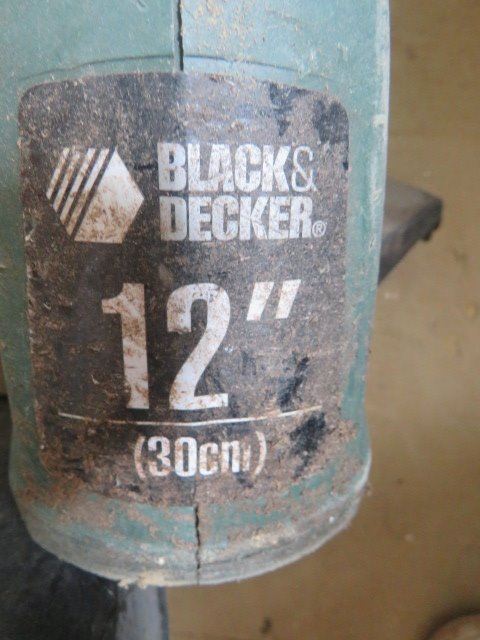 BLACK&
DECKER®
12"
(30cm)